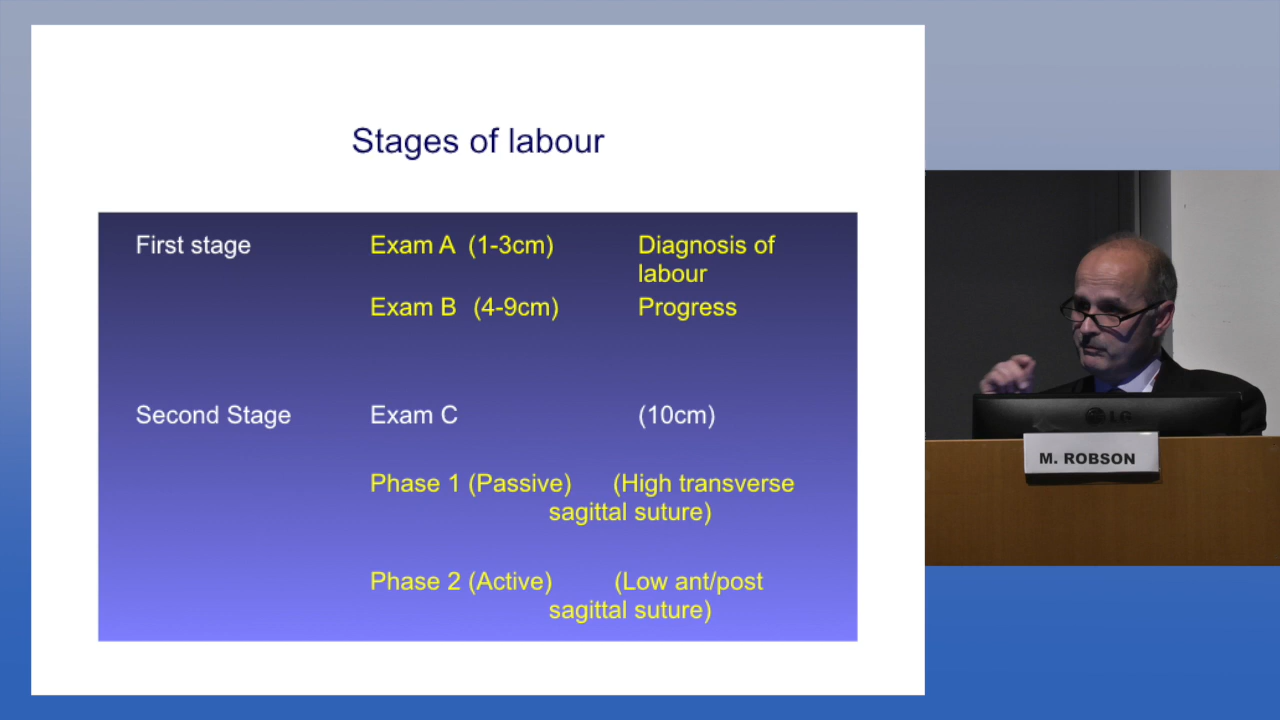 Stages of labour
First stage Exam A (1-3cm) Diagnosis of
labour
Exam B (4-9cm) Progress
Second Stage Exam C (10cm)
Phase 1 (Passive) (High transverse
sagittal suture)
Phase 2 (Active) (Low ant/post
sagittal suture)
LG
M. ROBSON